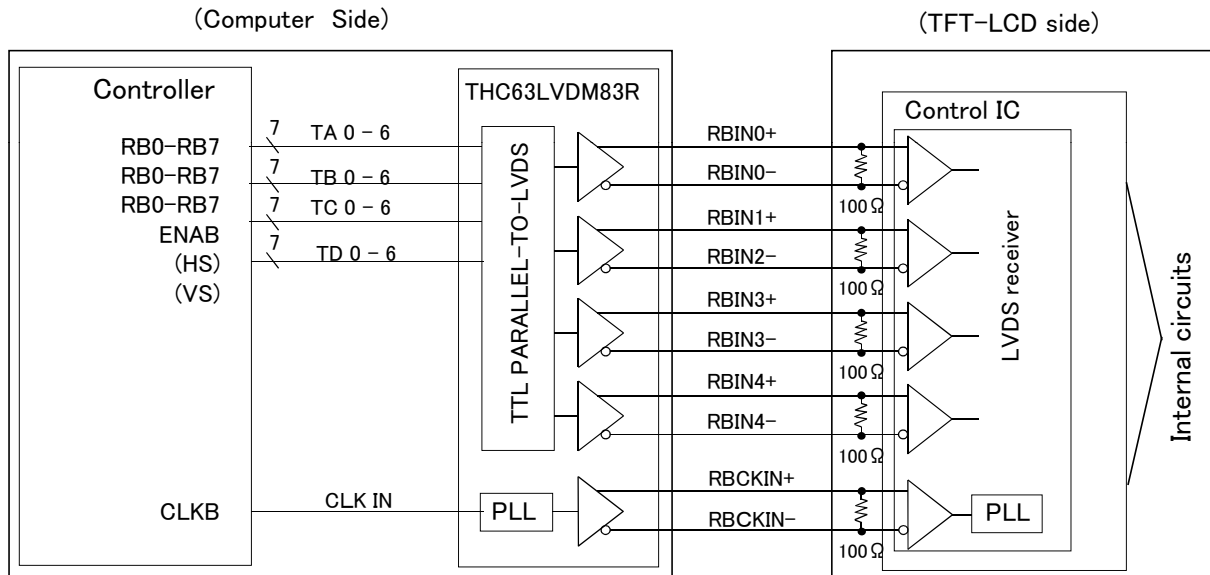 (Computer Side)
(TFT-LCD side)
Controller
THC63LVDM83R
Control IC
RB0-RB7
7
TA 0 - 6
RBIN0+
RB0-RB7
7
TB 0 - 6
RBIN0-
100Ω
RB0-RB7
7
TC 0 - 6
RBIN1+
ENAB
7
TD 0 - 6
RBIN2-
100Ω
(HS)
(VS)
TTL PARALLEL-TO-LVDS
LVDS receiver
Internal circuits
RBIN3+
RBIN3-
100Ω
RBIN4+
RBIN4-
100Ω
CLKB
CLK IN
PLL
RBCKIN+
RBCKIN-
100Ω
PLL